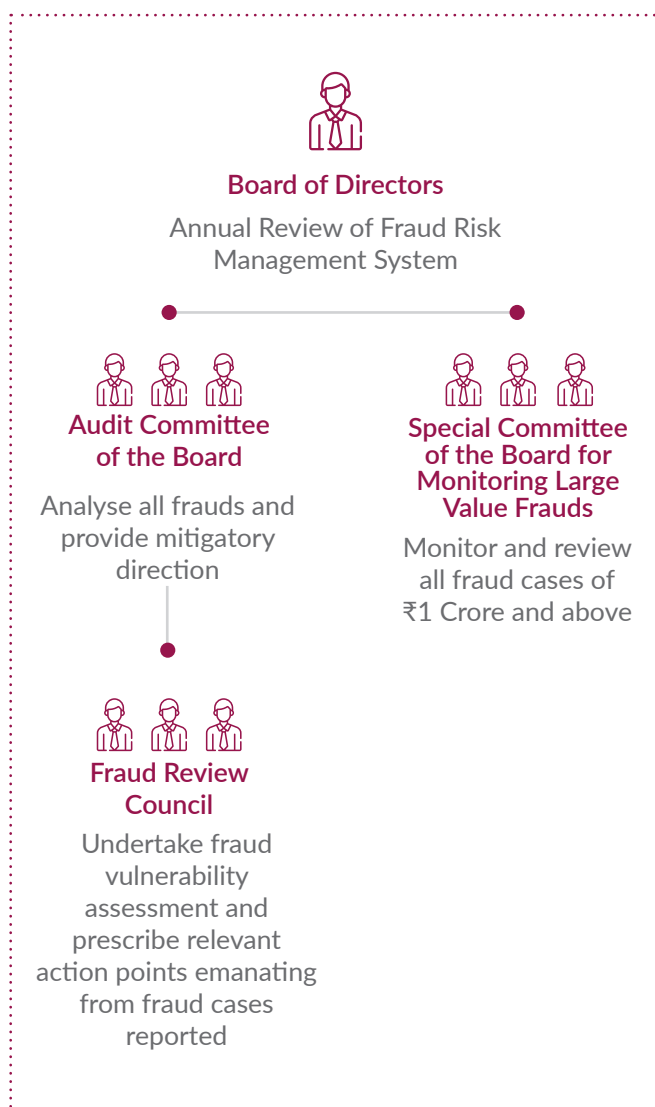 Board of Directors
Annual Review of Fraud Risk
Management System
Audit Committee
of the Board
Analyse all frauds and
provide mitigatory
direction
Special Committee
of the Board for
Monitoring Large
Value Frauds
Monitor and review
all fraud cases of
₹1 Crore and above
Fraud Review
Council
Undertake fraud
vulnerability
assessment and
prescribe relevant
action points emanating
from fraud cases
reported